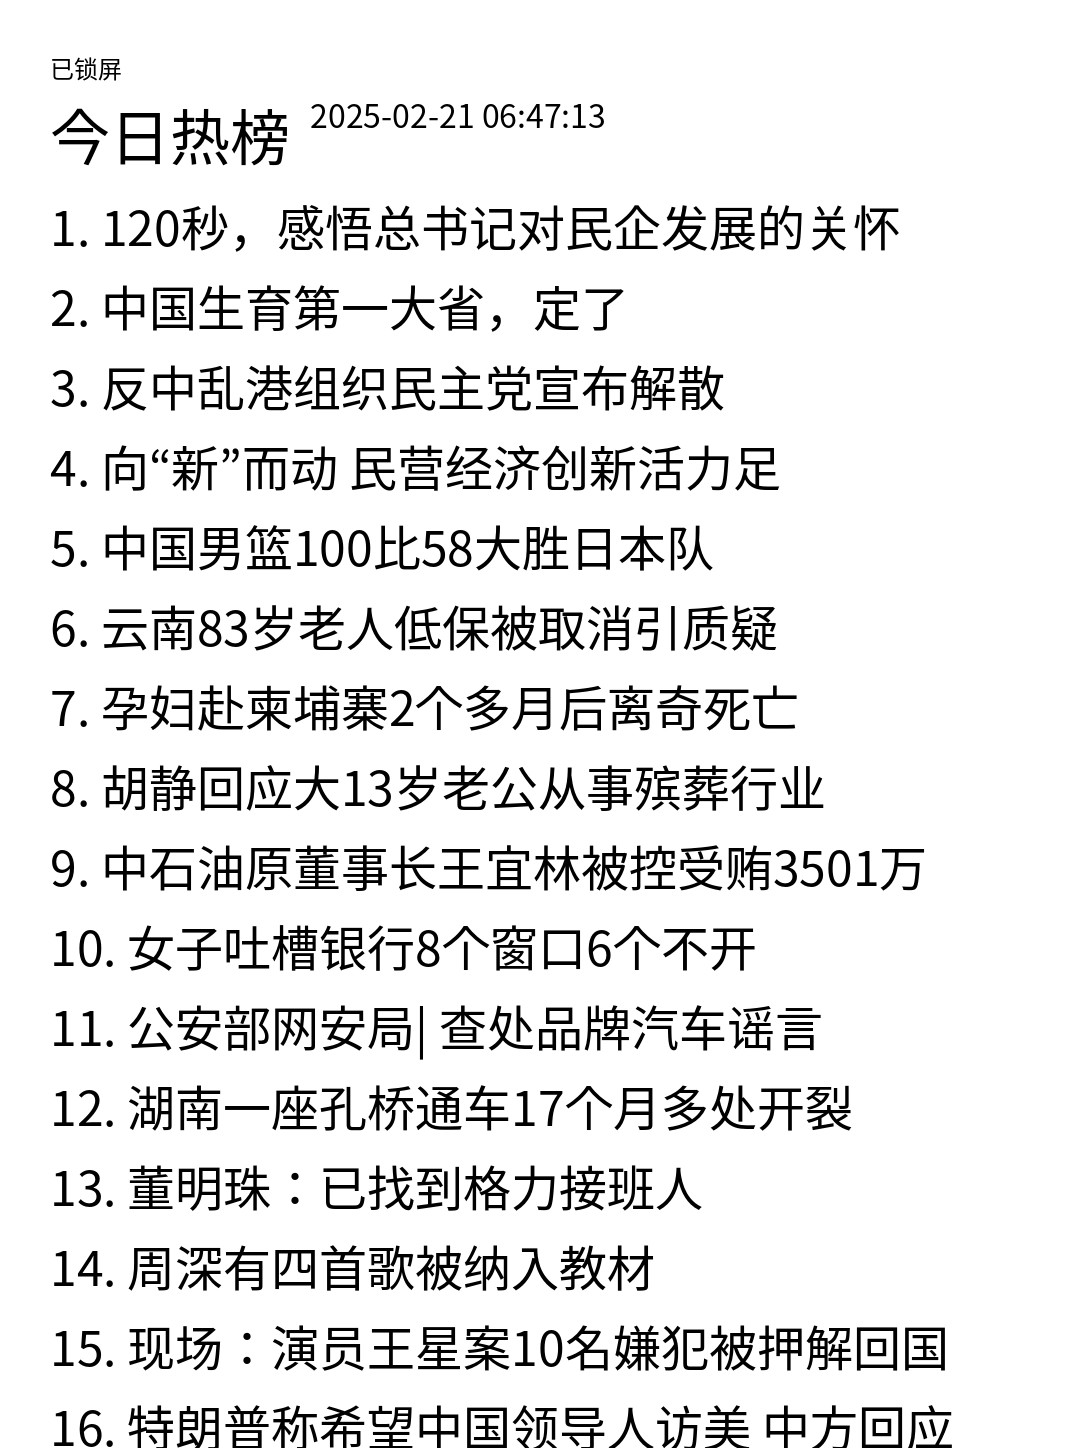 已锁屏
今日热榜 2025-02-21 06:47:13
1. 120秒，感悟总书记对民企发展的关怀
2. 中国生育第一大省，定了
3. 反中乱港组织民主党宣布解散
4. 向“新”而动 民营经济创新活力足
5. 中国男篮100比58大胜日本队
6. 云南83岁老人低保被取消引质疑
7. 孕妇赴柬埔寨2个多月后离奇死亡
8. 胡静回应大13岁老公从事殡葬行业
9. 中石油原董事长王宜林被控受贿3501万
10. 女子吐槽银行8个窗口6个不开
11. 公安部网安局| 查处品牌汽车谣言
12. 湖南一座孔桥通车17个月多处开裂
13. 董明珠：已找到格力接班人
14. 周深有四首歌被纳入教材
15. 现场：演员王星案10名嫌犯被押解回国
16. 特朗普称希望中国领导人访美 中方回应